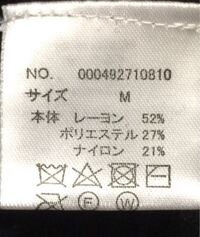 NO. 000492710810
サイズ M
本体 レーヨン 52%
ポリエステル 27%
ナイロン 21%
F W